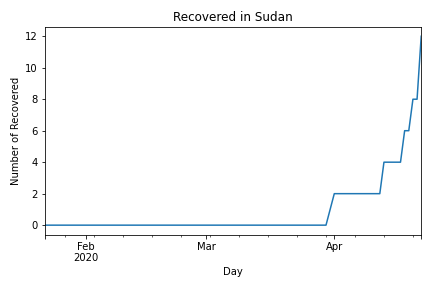 Recovered in Sudan
Number of Recovered
12
10
8
6
4
2
0
Feb
2020
Mar
Apr
Day